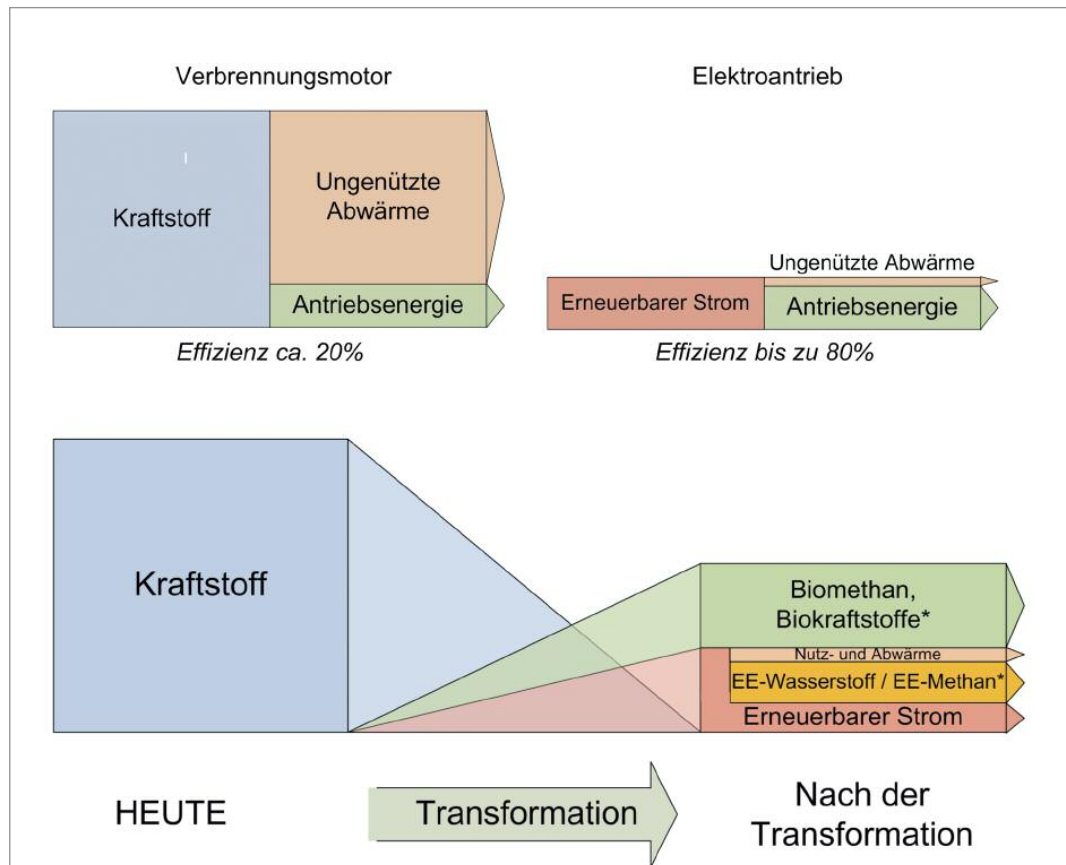 Verbrennungsmotor
Elektroantrieb
Kraftstoff
Ungenützte
Abwärme
Antriebsenergie
Effizienz ca. 20%
Ungenützte Abwärme
Erneuerbarer Strom
Antriebsenergie
Effizienz bis zu 80%
Kraftstoff
Biomethan,
Biokraftstoffe*
Nutz- und Abwärme
EE-Wasserstoff / EE-Methan*
Erneuerbarer Strom
HEUTE
Transformation
Nach der
Transformation